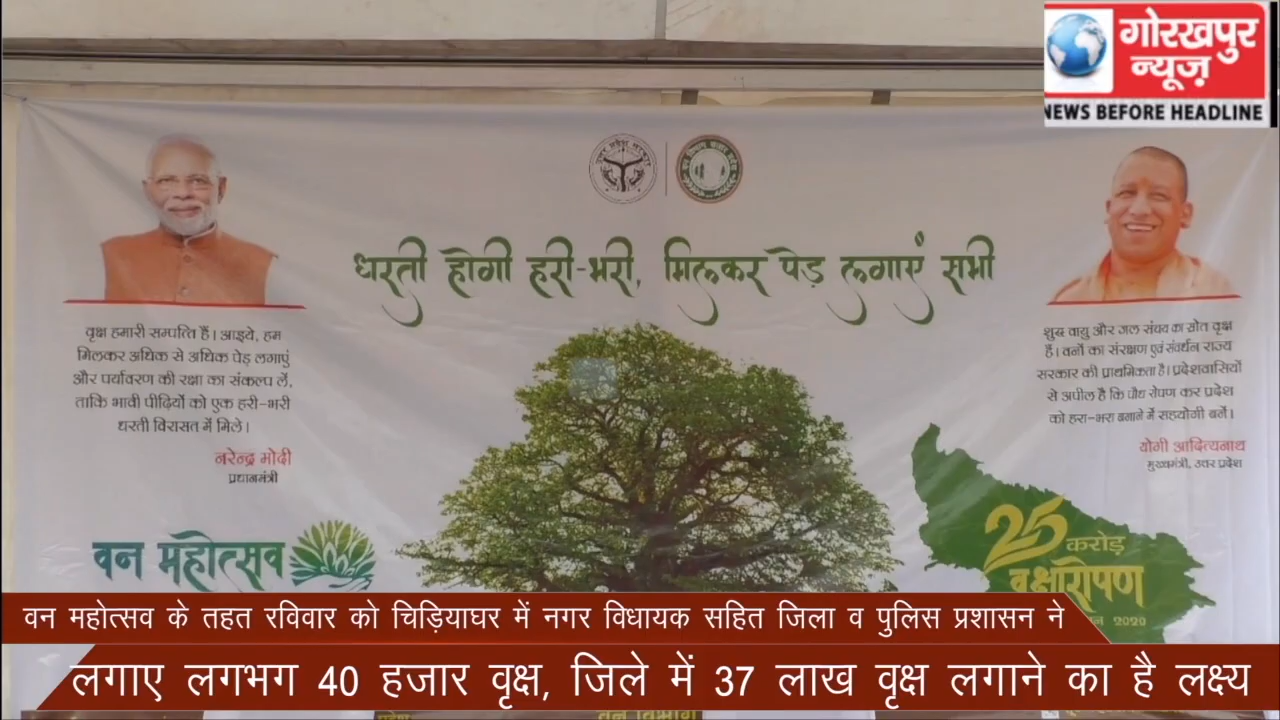 गोरखपुर
न्यूज़
NEWS BEFORE HEADLINE
धरती होगी हरी-भरी, मिलकर पेड़ लगाएं सभी
वृक्ष हमारी सम्पत्ति हैं। आइये, हम
मिलकर अधिक से अधिक पेड़ लगाएं
और पर्यावरण की रक्षा का संकल्प लें,
ताकि भावी पीढ़ियों को एक हरी-भरी
धरती विरासत में मिले।
नरेन्द्र मोदी
प्रधानमंत्री
शुद्ध वायु और जल संचय का स्रोत वृक्ष
हैं। वनों का संरक्षण एवं संवर्धन राज्य
सरकार की प्राथमिकता है। प्रदेशवासियों
से अपील है कि पौध रोपण कर प्रदेश
को हरा-भरा बनाने में सहयोगी बनें।
योगी आदित्यनाथ
मुख्यमंत्री, उत्तर प्रदेश
वन महोत्सव
25 करोड़
वृक्षारोपण
2020
वन महोत्सव के तहत रविवार को चिड़ियाघर में नगर विधायक सहित जिला व पुलिस प्रशासन ने
लगाए लगभग 40 हजार वृक्ष, जिले में 37 लाख वृक्ष लगाने का है लक्ष्य
वन विभाग